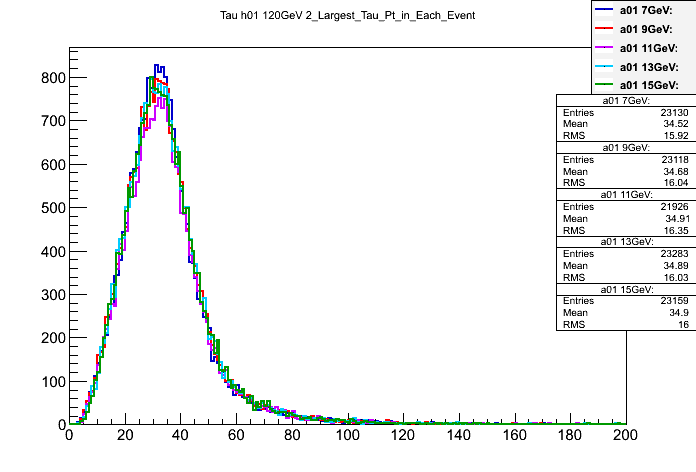 Tau h01 120GeV 2_Largest_Tau_Pt_in_Each_Event
a01 7GeV:
a01 9GeV:
a01 11GeV:
a01 13GeV:
a01 15GeV:
a01 7GeV:
Entries 23130
Mean 34.52
RMS 15.92
a01 9GeV:
Entries 23118
Mean 34.68
RMS 16.04
a01 11GeV:
Entries 21926
Mean 34.91
RMS 16.35
a01 13GeV:
Entries 23283
Mean 34.89
RMS 16.03
a01 15GeV:
Entries 23159
Mean 34.9
RMS 16
800
700
600
500
400
300
200
100
0
0 20 40 60 80 100 120 140 160 180 200